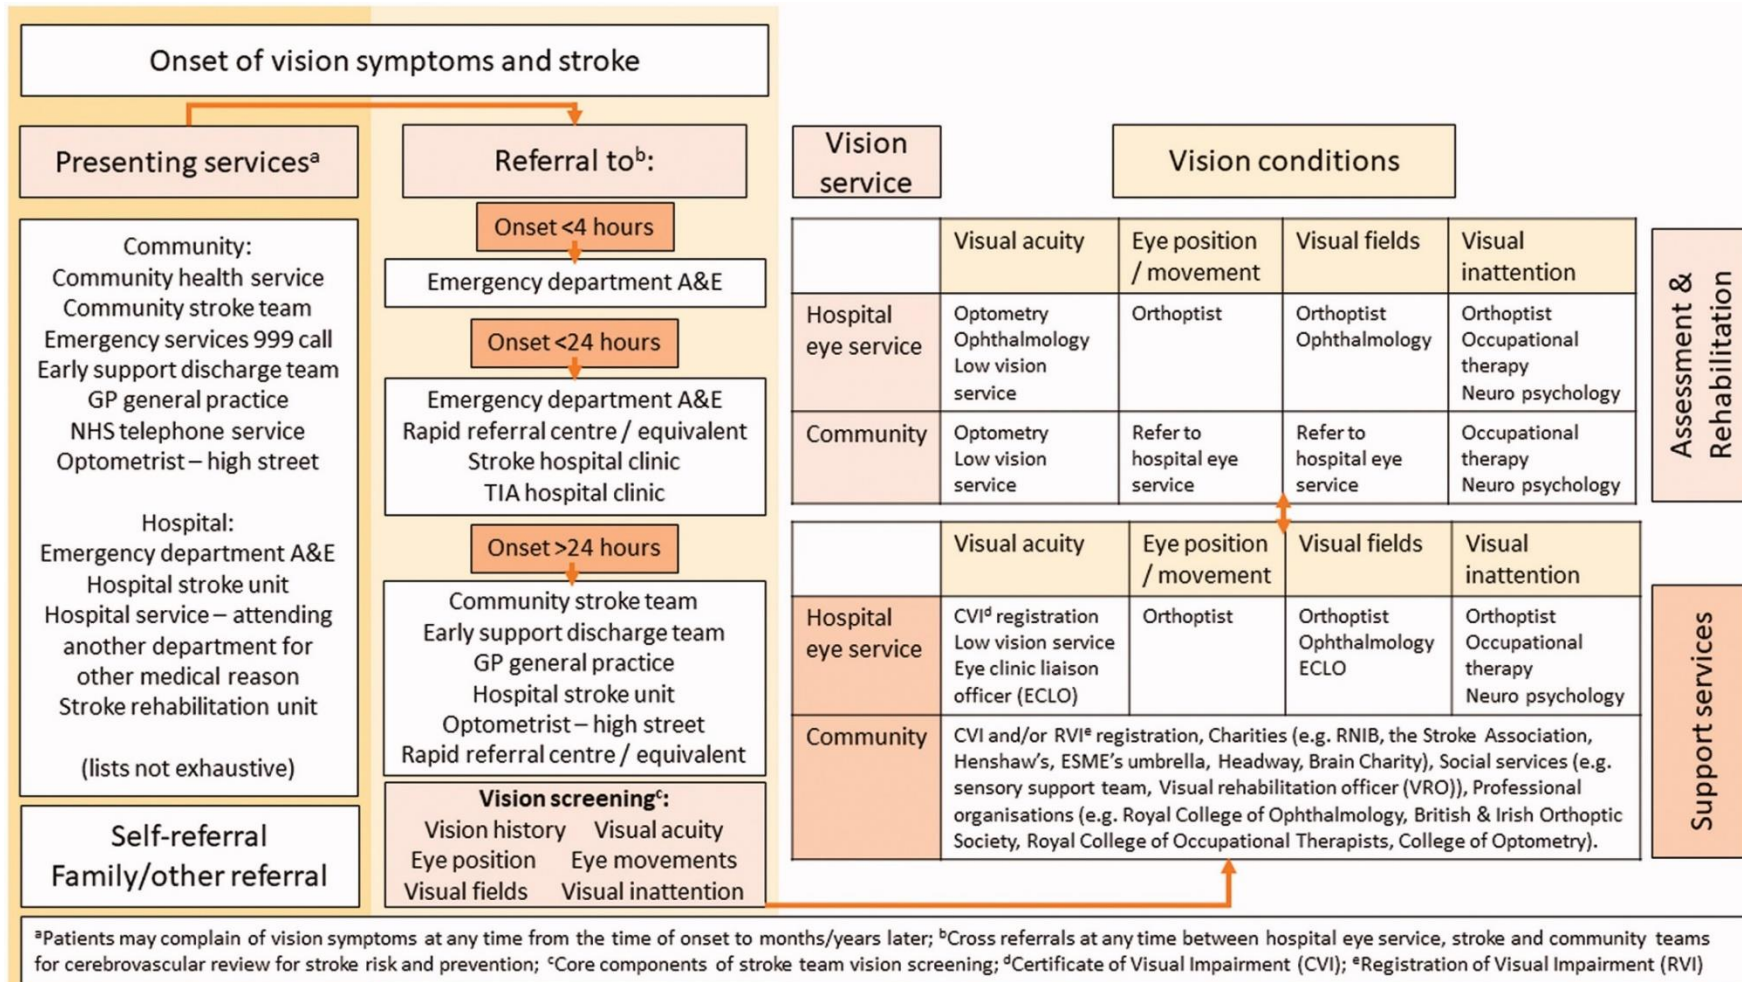 Onset of vision symptoms and stroke
Presenting servicesᵃ
Community:
Community health service
Community stroke team
Emergency services 999 call
Early support discharge team
GP general practice
NHS telephone service
Optometrist – high street
Hospital:
Emergency department A&E
Hospital stroke unit
Hospital service – attending
another department for
other medical reason
Stroke rehabilitation unit
(lists not exhaustive)
Self-referral
Family/other referral
Referral toᵇ:
Onset <4 hours
Emergency department A&E
Onset <24 hours
Emergency department A&E
Rapid referral centre / equivalent
Stroke hospital clinic
TIA hospital clinic
Onset >24 hours
Community stroke team
Early support discharge team
GP general practice
Hospital stroke unit
Optometrist – high street
Rapid referral centre / equivalent
Vision screeningᶜ:
Vision history Visual acuity
Eye position Eye movements
Visual fields Visual inattention
Vision
service
Vision conditions
Visual acuity
Eye position
/ movement
Visual fields
Visual
inattention
Hospital
eye service
Optometry
Ophthalmology
Low vision
service
Orthoptist
Orthoptist
Ophthalmology
Orthoptist
Occupational
therapy
Neuro psychology
Community
Optometry
Low vision
service
Refer to
hospital eye
service
Refer to
hospital eye
service
Occupational
therapy
Neuro psychology
Assessment &
Rehabilitation
Visual acuity
Eye position
/ movement
Visual fields
Visual
inattention
Hospital
eye service
CVIᵈ registration
Low vision service
Eye clinic liaison
officer (ECLO)
Orthoptist
Orthoptist
Ophthalmology
ECLO
Orthoptist
Occupational
therapy
Neuro psychology
Community
CVI and/or RVIᵉ registration, Charities (e.g. RNIB, the Stroke Association,
Henshaw's, ESME's umbrella, Headway, Brain Charity), Social services (e.g.
sensory support team, Visual rehabilitation officer (VRO)), Professional
organisations (e.g. Royal College of Ophthalmology, British & Irish Orthoptic
Society, Royal College of Occupational Therapists, College of Optometry).
Support services
ᵃPatients may complain of vision symptoms at any time from the time of onset to months/years later; ᵇCross referrals at any time between hospital eye service, stroke and community teams
for cerebrovascular review for stroke risk and prevention; ᶜCore components of stroke team vision screening; ᵈCertificate of Visual Impairment (CVI); ᵉRegistration of Visual Impairment (RVI)